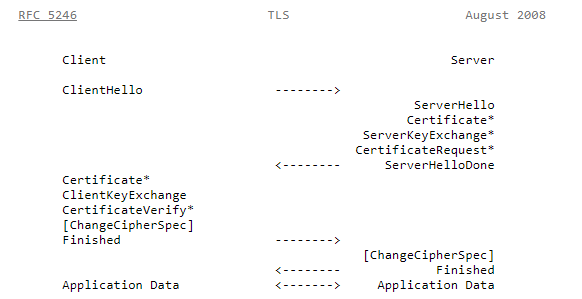 RFC 5246 TLS August 2008
Client Server
ClientHello -------->
ServerHello
Certificate*
ServerKeyExchange*
CertificateRequest*
<-------- ServerHelloDone
Certificate*
ClientKeyExchange
CertificateVerify*
[ChangeCipherSpec]
Finished -------->
[ChangeCipherSpec]
<-------- Finished
Application Data <-------> Application Data